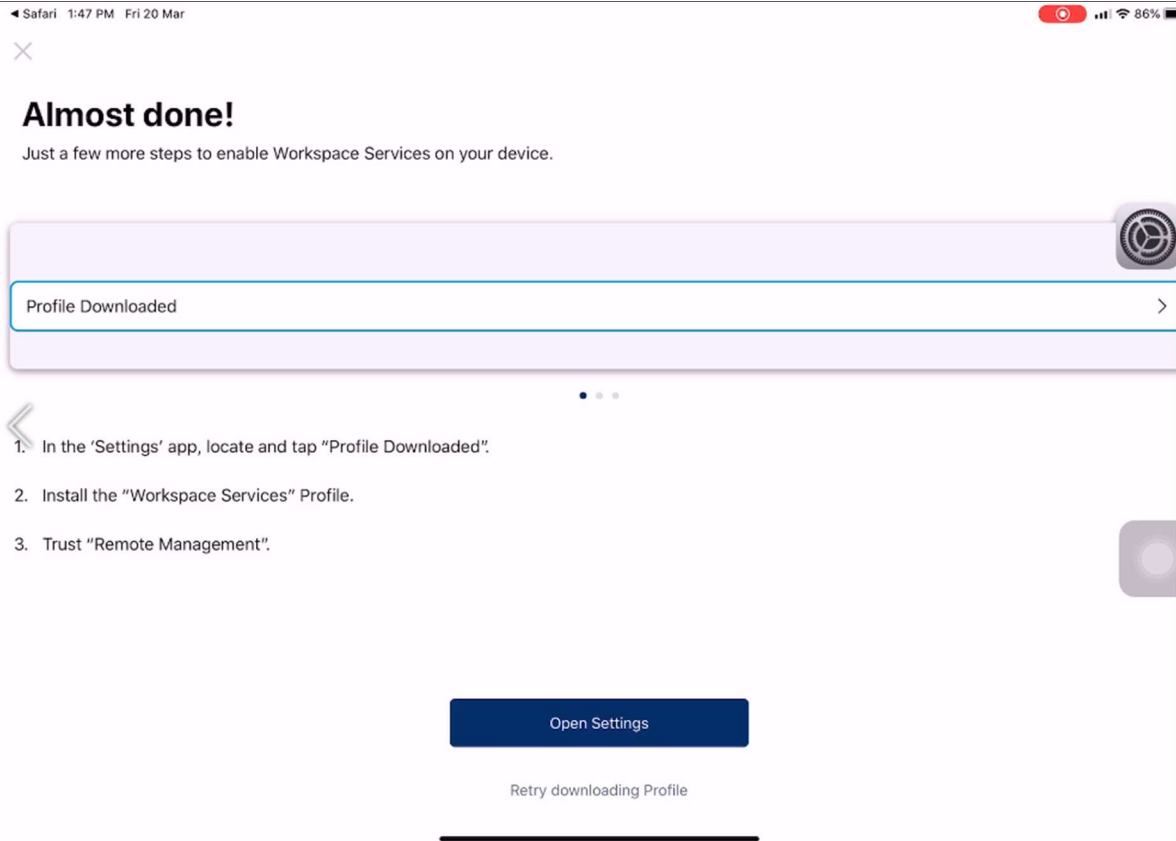 ◀ Safari 1:47 PM Fri 20 Mar 86%
Almost done!
Just a few more steps to enable Workspace Services on your device.
Profile Downloaded
1. In the ‘Settings’ app, locate and tap “Profile Downloaded”.
2. Install the “Workspace Services” Profile.
3. Trust “Remote Management”.
Open Settings
Retry downloading Profile